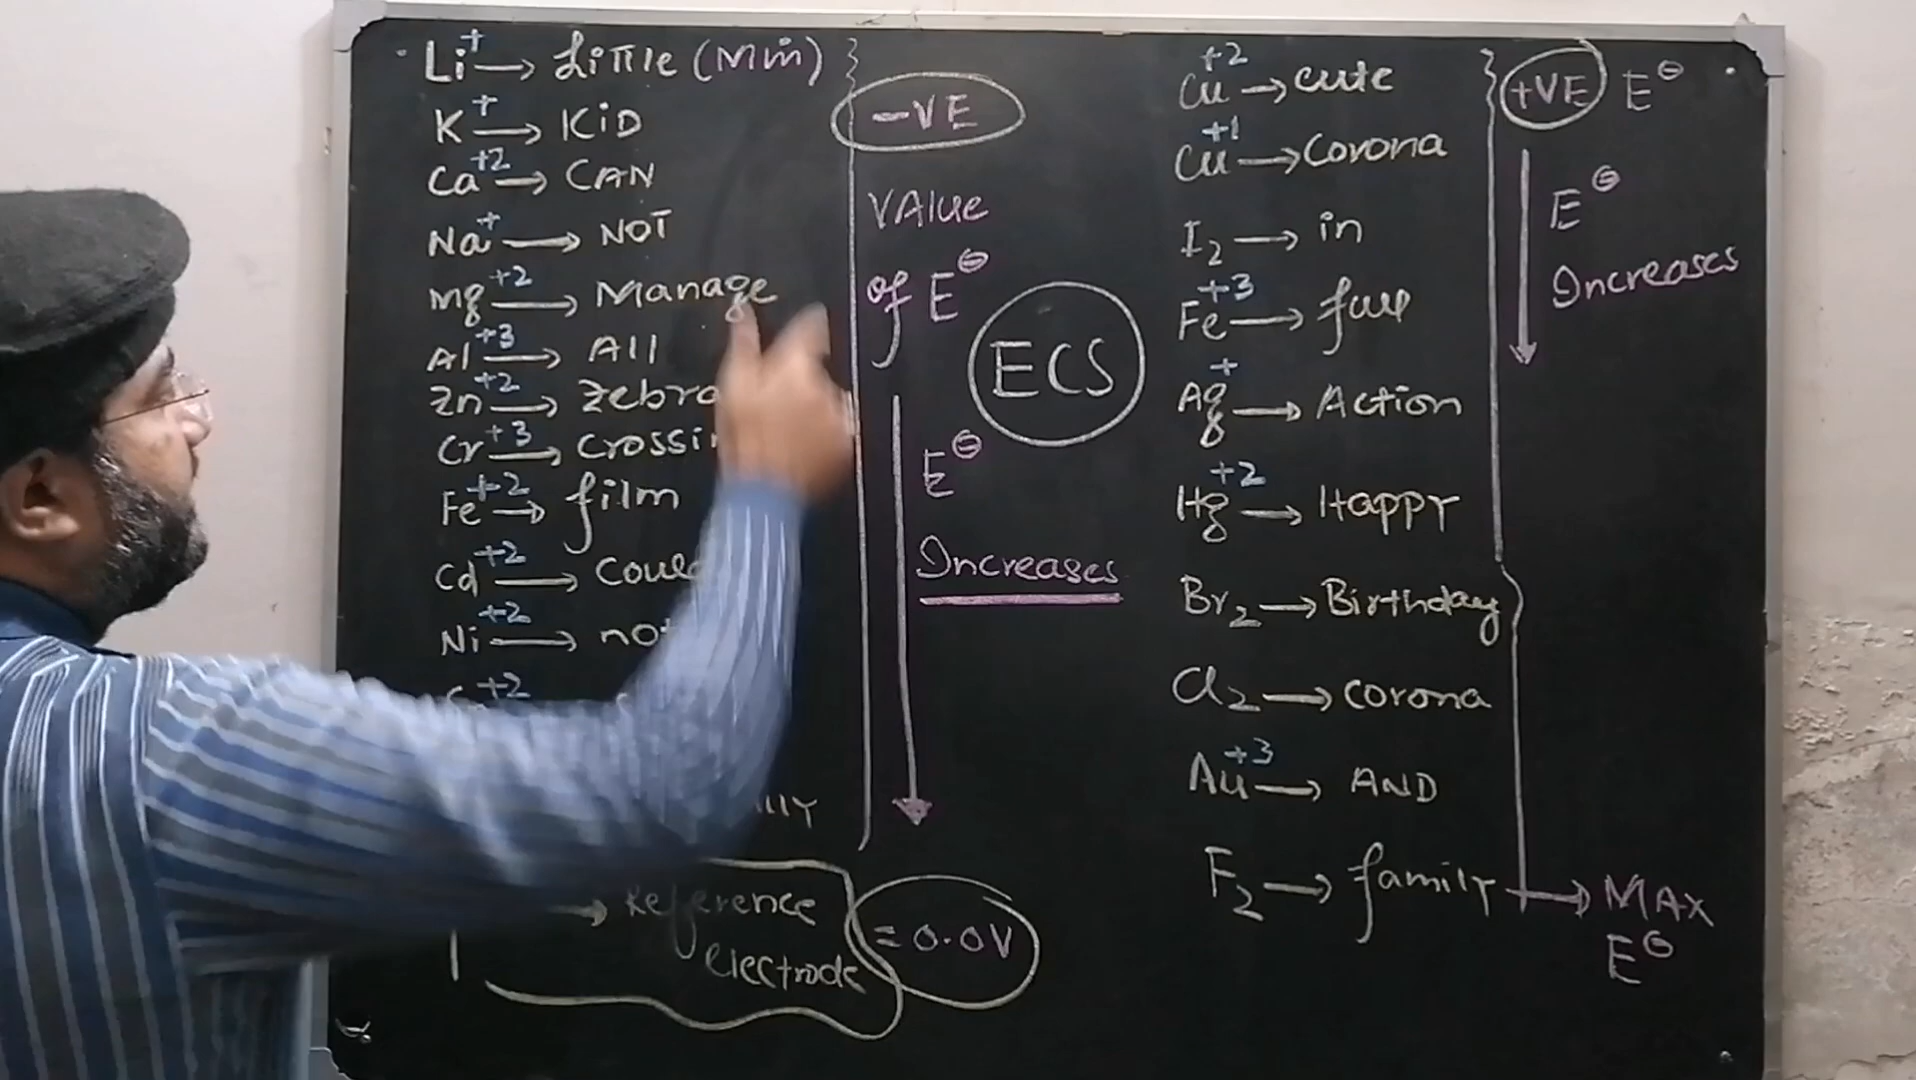 Li+ → Little (Min)
K+ → KiD
Ca+2 → CAN
Na+ → NOT
Mg+2 → Manage
Al+3 → All
Zn+2 → Zebra
Cr+3 → Crossi
Fe+2 → film
Cd+2 → Coul
Ni+2 → no
+2
→ Reference
electrode
= 0.0V
-VE
VAlue
of E⊖
E⊖
Increases
ECS
Cu+2 → cute
Cu+1 → Corona
I2 → in
Fe+3 → full
Ag+ → Action
Hg+2 → Happy
Br2 → Birthday
Cl2 → corona
Au+3 → AND
F2 → family → MAX
E⊖
+VE E⊖
E⊖
Increases